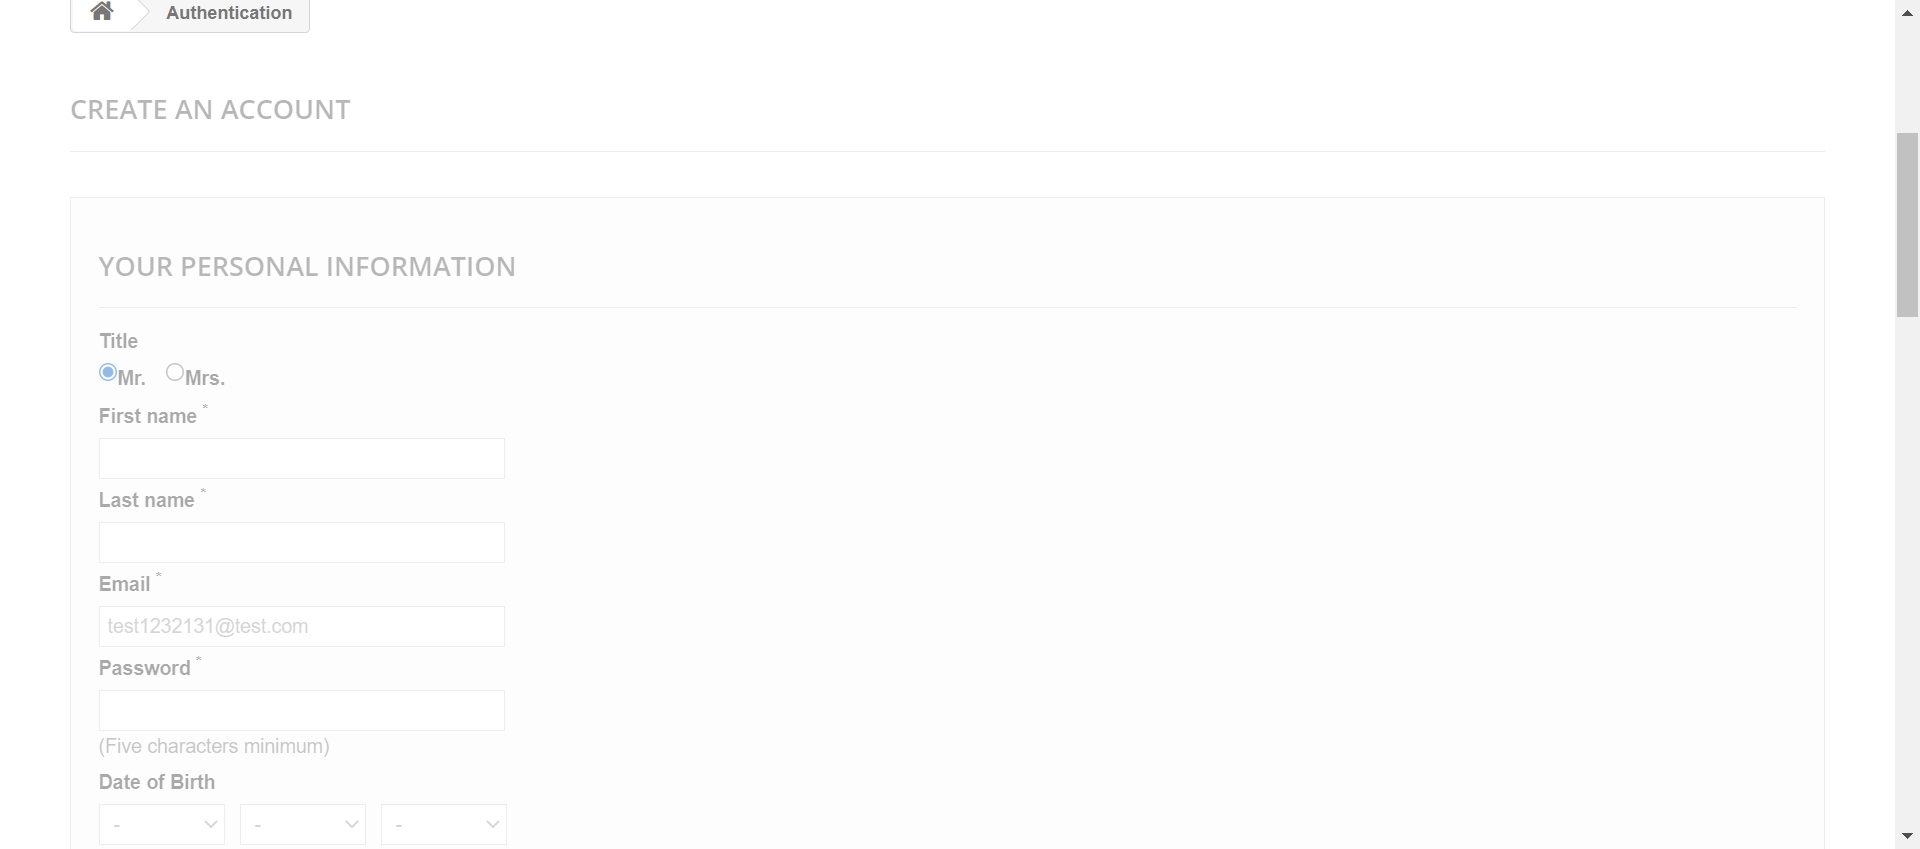 Authentication
CREATE AN ACCOUNT
YOUR PERSONAL INFORMATION
Title
Mr. Mrs.
First name *
Last name *
Email *
test1232131@test.com
Password *
(Five characters minimum)
Date of Birth
- - -